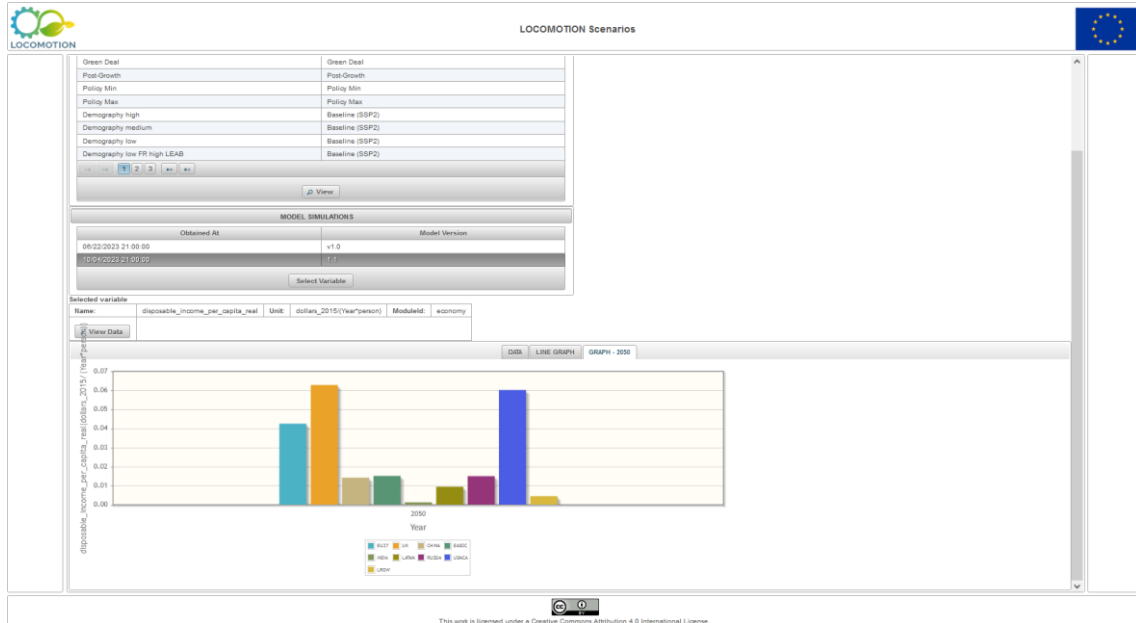 LOCOMOTION
LOCOMOTION Scenarios
Green Deal Green Deal
Post-Growth Post-Growth
Policy Min Policy Min
Policy Max Policy Max
Demography high Baseline (SSP2)
Demography medium Baseline (SSP2)
Demography low Baseline (SSP2)
Demography low FR high LEAB Baseline (SSP2)
1 2 3
View
MODEL SIMULATIONS
Obtained At Model Version
06/22/2023 21:00:00 v1.0
10/04/2023 21:00:00 1.1
Select Variable
Selected variable
Name: disposable_income_per_capita_real Unit: dollars_2015/(Year*person) ModuleId: economy
View Data
DATA LINE GRAPH GRAPH - 2050
disposable_income_per_capita_real(dollars_2015/(Year*person))
0.07
0.06
0.05
0.04
0.03
0.02
0.01
0.00
2050
Year
EU27 UK CHINA EASOC
INDIA LATAM RUSSIA USMCA
LROW
CC BY
This work is licensed under a Creative Commons Attribution 4.0 International License.